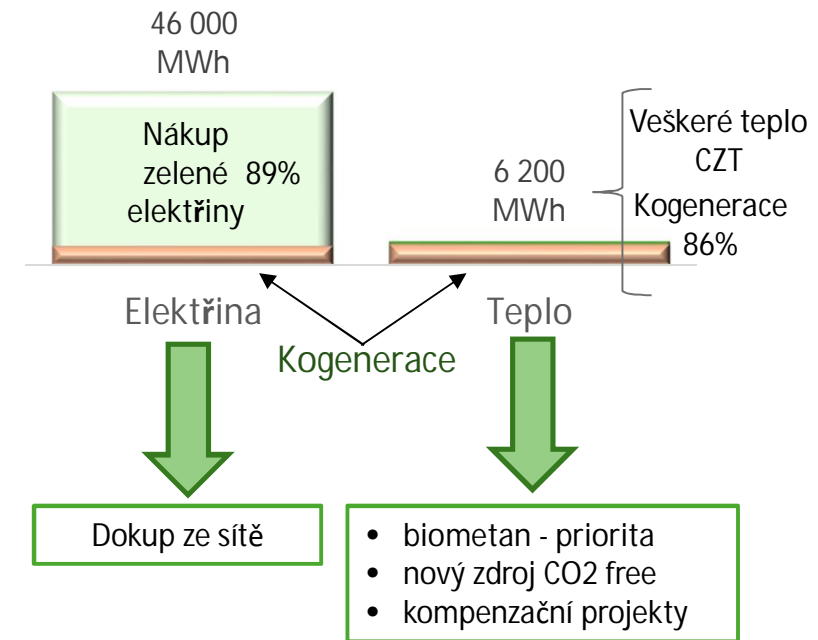 46 000
MWh
Nákup
zelené 89%
elektřiny
6 200
MWh
Veškeré teplo
CZT
Kogenerace
86%
Elektřina
Teplo
Kogenerace
Dokup ze sítě
• biometan - priorita
• nový zdroj CO2 free
• kompenzační projekty